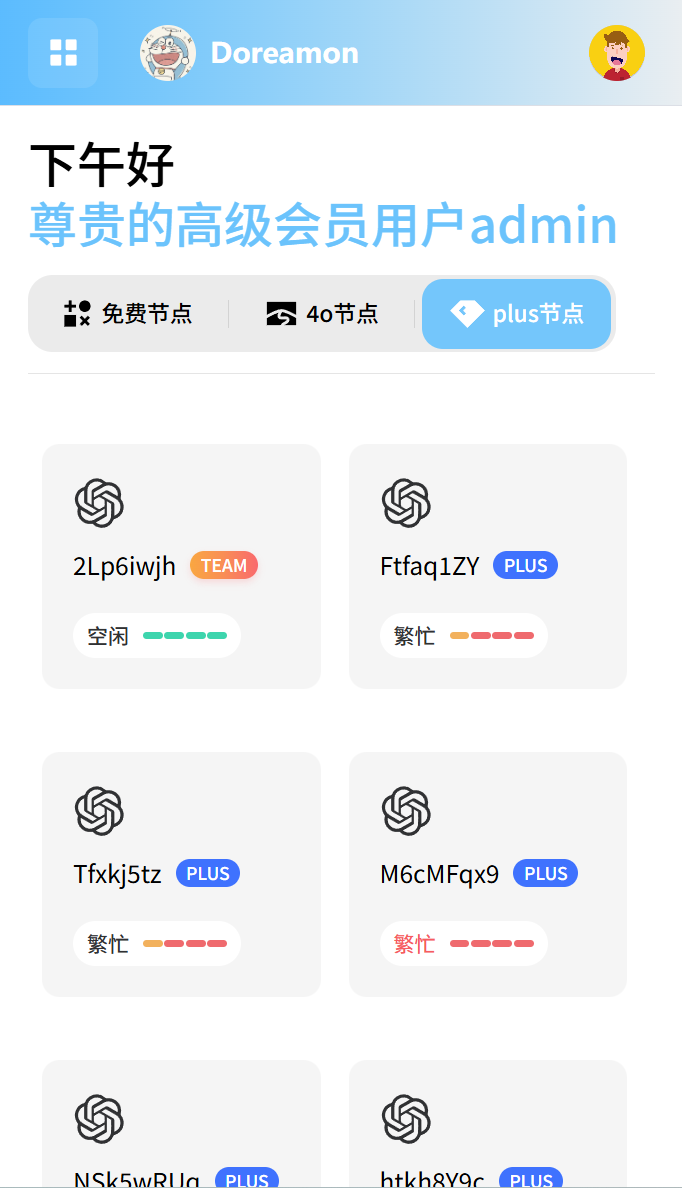 Doreamon
下午好
尊贵的高级会员用户admin
免费节点 4o节点 plus节点
2Lp6iwjh TEAM
空闲
Ftfaq1ZY PLUS
繁忙
Tfxkj5tz PLUS
繁忙
M6cMFqx9 PLUS
繁忙
NSk5wRUq PLUS
htkh8Y9c PLUS